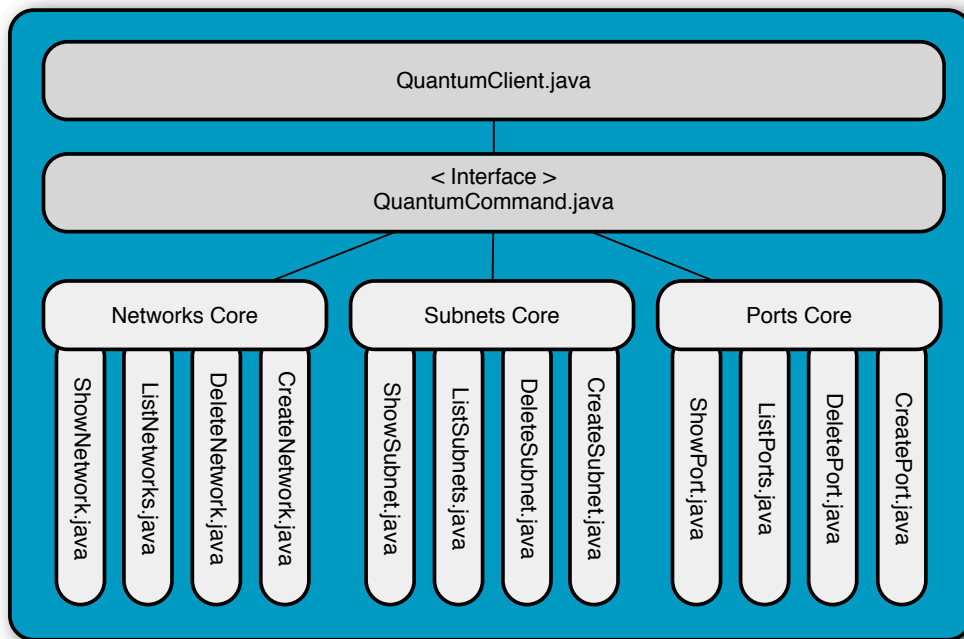 QuantumClient.java
< Interface >
QuantumCommand.java
Networks Core
Subnets Core
Ports Core
ShowNetwork.java
ListNetworks.java
DeleteNetwork.java
CreateNetwork.java
ShowSubnet.java
ListSubnets.java
DeleteSubnet.java
CreateSubnet.java
ShowPort.java
ListPorts.java
DeletePort.java
CreatePort.java